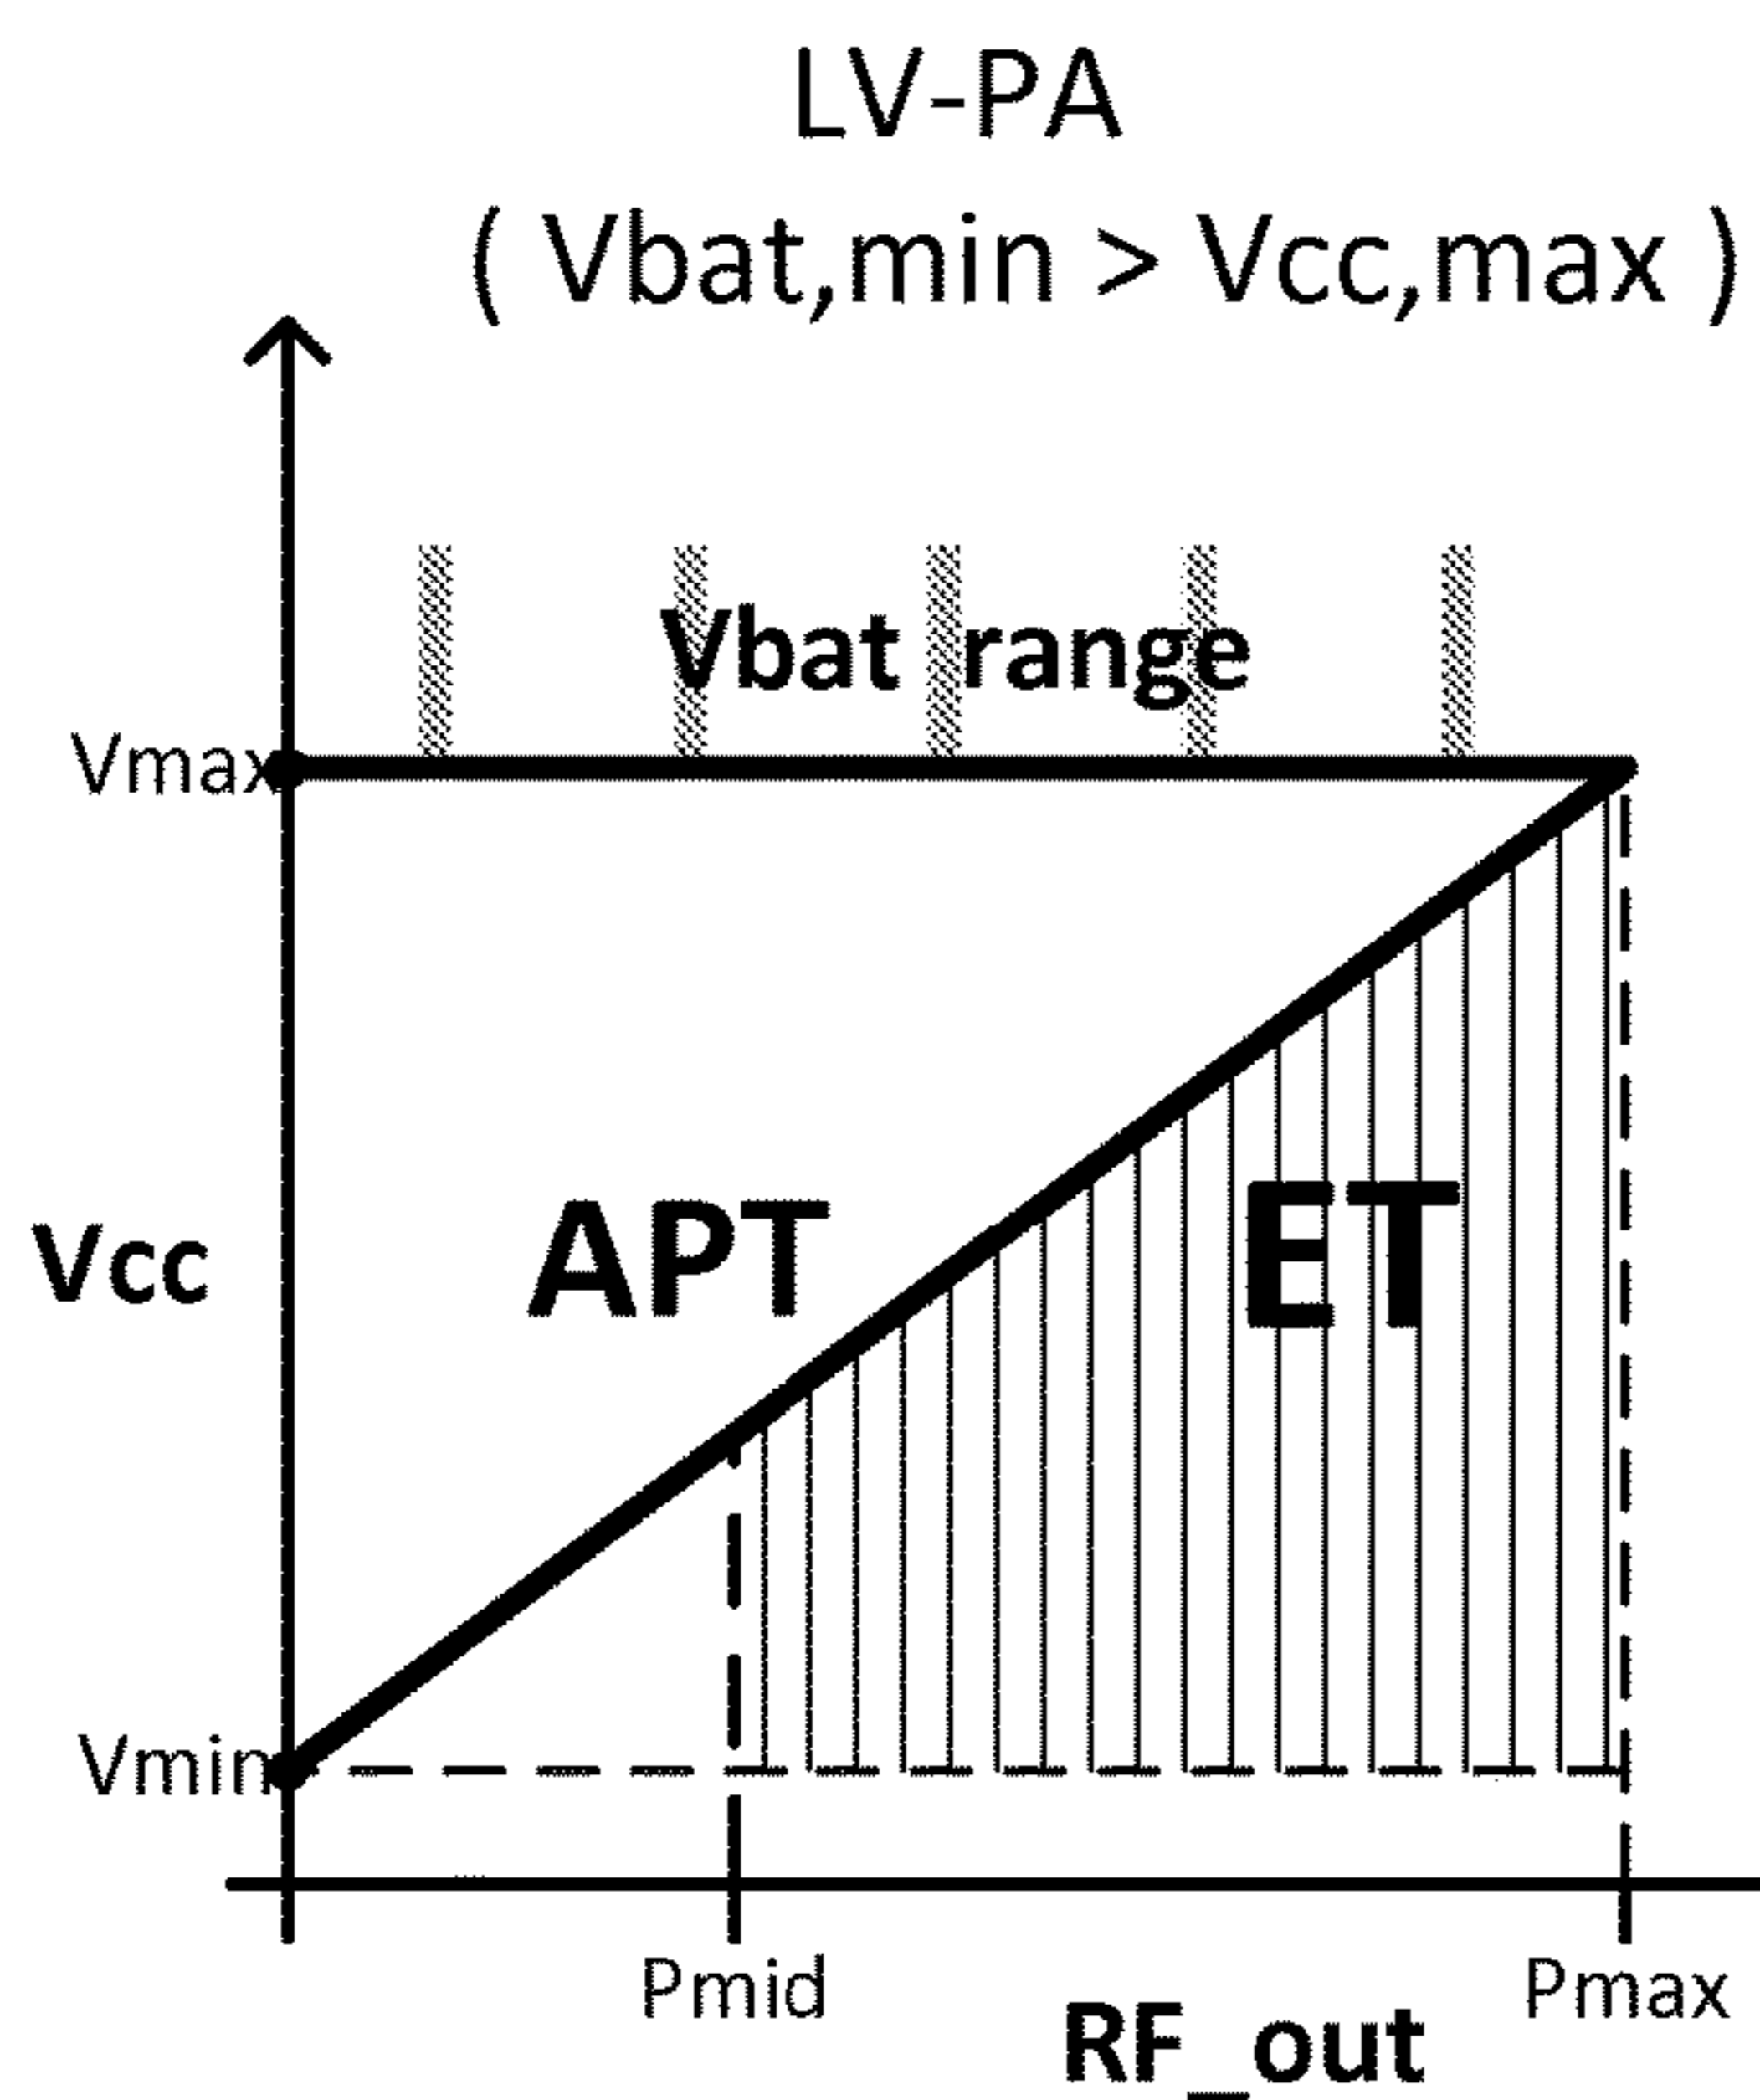 LV-PA
( Vbat,min > Vcc,max )
Vbat range
Vmax
Vcc
APT
ET
Vmin
Pmid
Pmax
RF_out